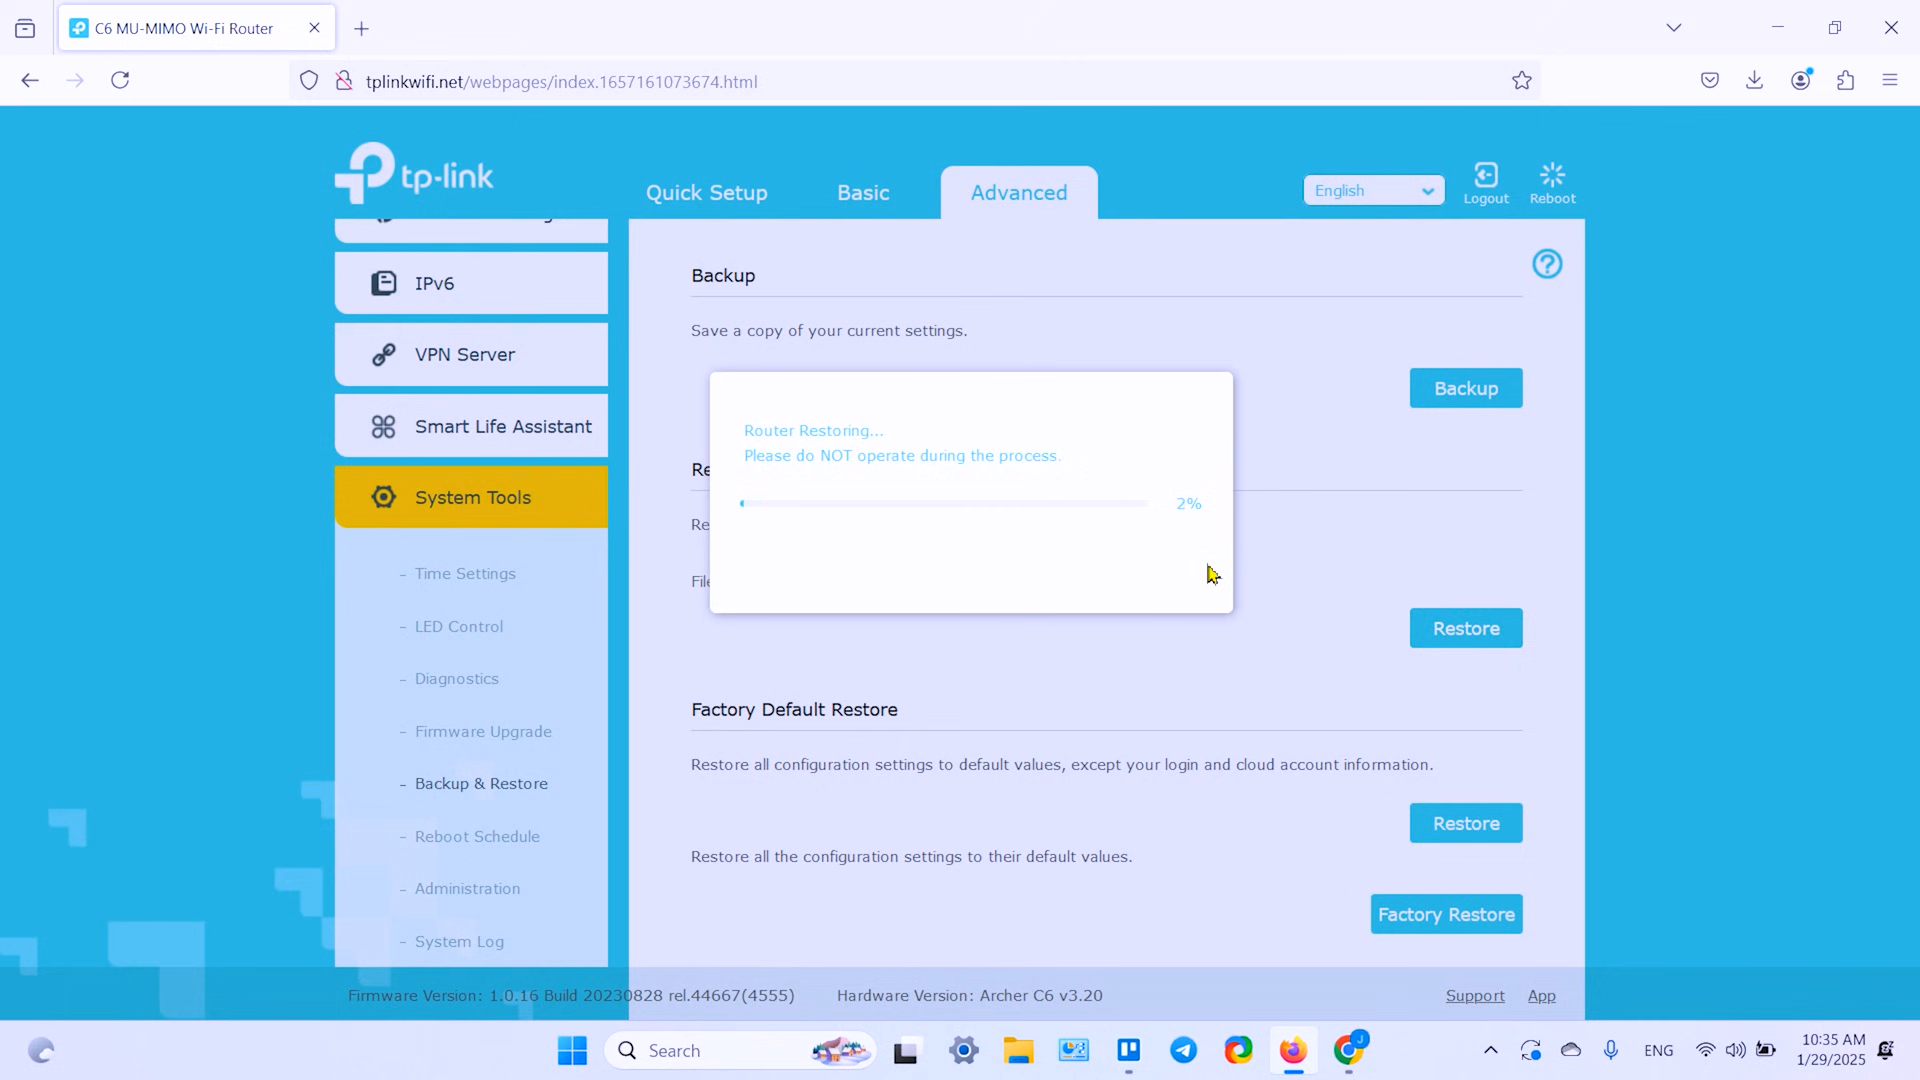 C6 MU-MIMO Wi-Fi Router
tplinkwifi.net/webpages/index.1657161073674.html
tp-link
Quick Setup
Basic
Advanced
English
Logout
Reboot
IPv6
VPN Server
Smart Life Assistant
System Tools
- Time Settings
- LED Control
- Diagnostics
- Firmware Upgrade
- Backup & Restore
- Reboot Schedule
- Administration
- System Log
Backup
Save a copy of your current settings.
Backup
Re
Re
File
Router Restoring...
Please do NOT operate during the process.
2%
Restore
Factory Default Restore
Restore all configuration settings to default values, except your login and cloud account information.
Restore
Restore all the configuration settings to their default values.
Factory Restore
Firmware Version: 1.0.16 Build 20230828 rel.44667(4555)
Hardware Version: Archer C6 v3.20
Support
App
Search
J
ENG
10:35 AM
1/29/2025